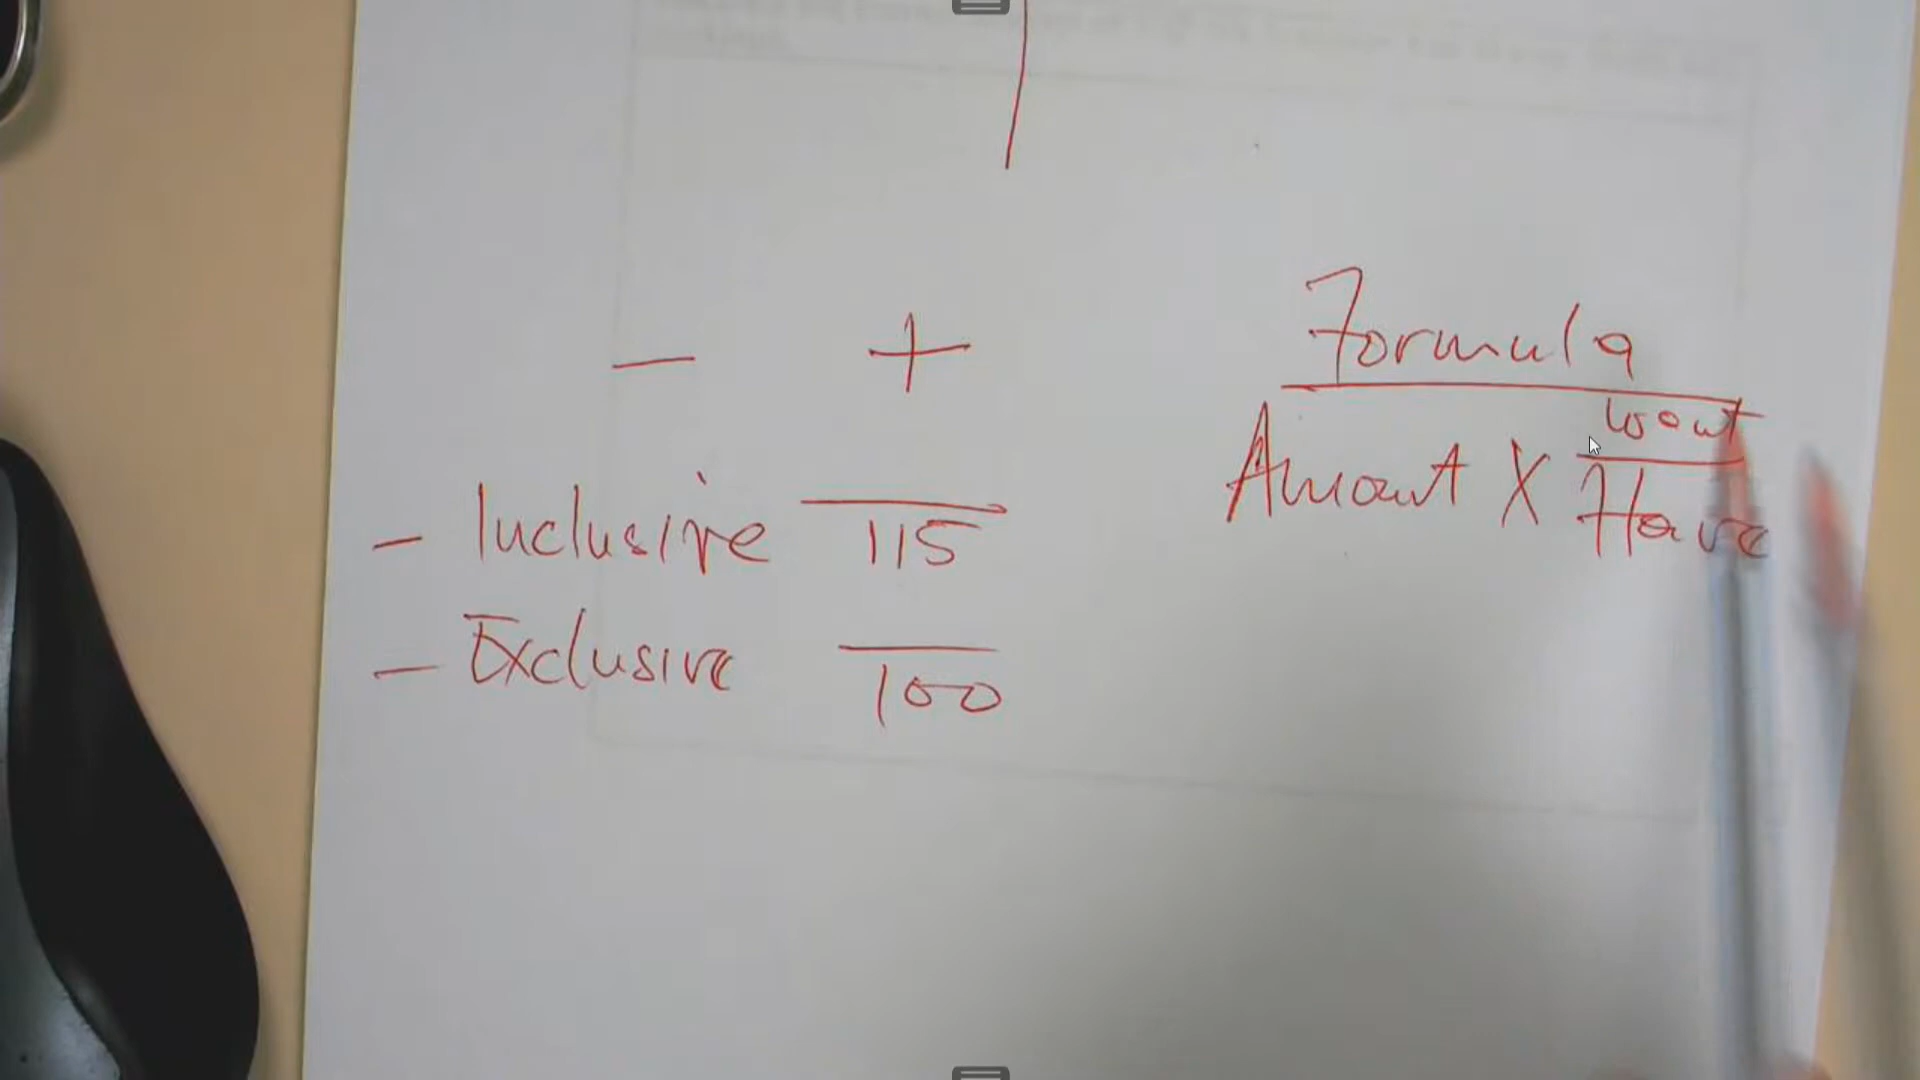 - +
Formula
Amount X Want
Have
- Inclusive 115
- Exclusive 100